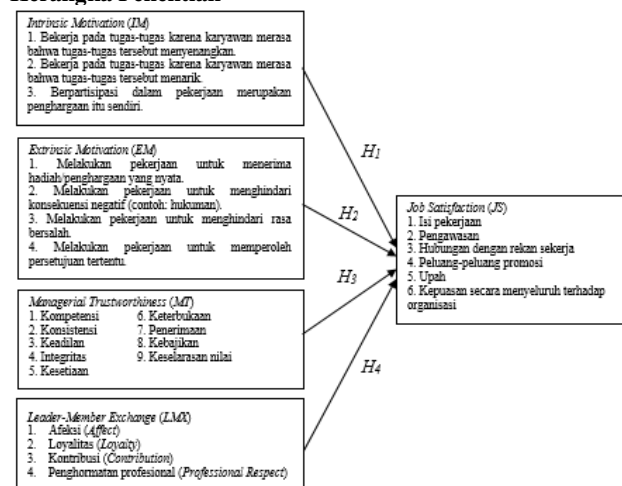 Kerangka Penelitian
Intrinsic Motivation (IM)
1. Bekerja pada tugas-tugas karena karyawan merasa
bahwa tugas-tugas tersebut menyenangkan.
2. Bekerja pada tugas-tugas karena karyawan merasa
bahwa tugas-tugas tersebut menarik.
3. Berpartisipasi dalam pekerjaan merupakan
penghargaan itu sendiri.
H1
Extrinsic Motivation (EM)
1. Melakukan pekerjaan untuk menerima
hadiah/penghargaan yang nyata.
2. Melakukan pekerjaan untuk menghindari
konsekuensi negatif (contoh: hukuman).
3. Melakukan pekerjaan untuk menghindari rasa
bersalah.
4. Melakukan pekerjaan untuk memperoleh
persetujuan tertentu.
H2
Managerial Trustworthiness (MT)
1. Kompetensi
2. Konsistensi
3. Keadilan
4. Integritas
5. Kesetiaan
6. Keterbukaan
7. Penerimaan
8. Kebajikan
9. Keselarasan nilai
H3
Leader-Member Exchange (LMX)
1. Afeksi (Affect)
2. Loyalitas (Loyalty)
3. Kontribusi (Contribution)
4. Penghormatan profesional (Professional Respect)
H4
Job Satisfaction (JS)
1. Isi pekerjaan
2. Pengawasan
3. Hubungan dengan rekan sekerja
4. Peluang-peluang promosi
5. Upah
6. Kepuasan secara menyeluruh terhadap
organisasi